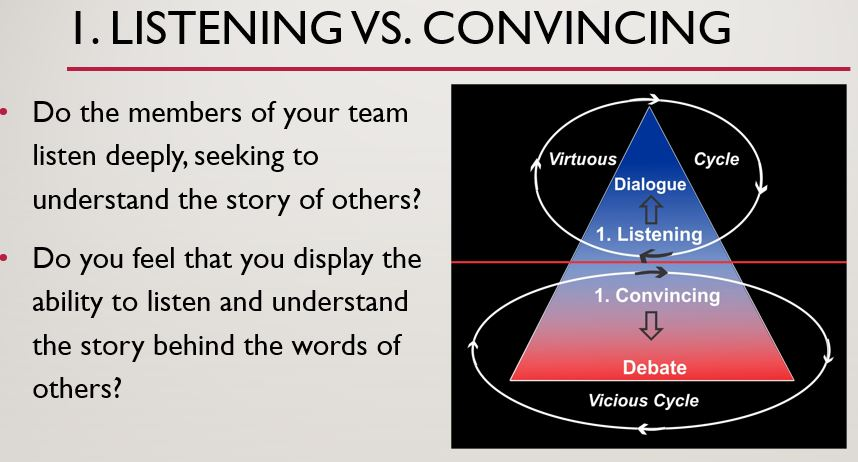 1. LISTENING VS. CONVINCING
• Do the members of your team
listen deeply, seeking to
understand the story of others?
• Do you feel that you display the
ability to listen and understand
the story behind the words of
others?
Virtuous Cycle
Dialogue
1. Listening
1. Convincing
Debate
Vicious Cycle